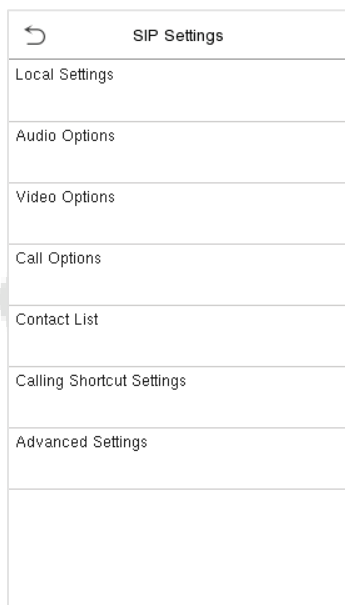 SIP Settings
Local Settings
Audio Options
Video Options
Call Options
Contact List
Calling Shortcut Settings
Advanced Settings